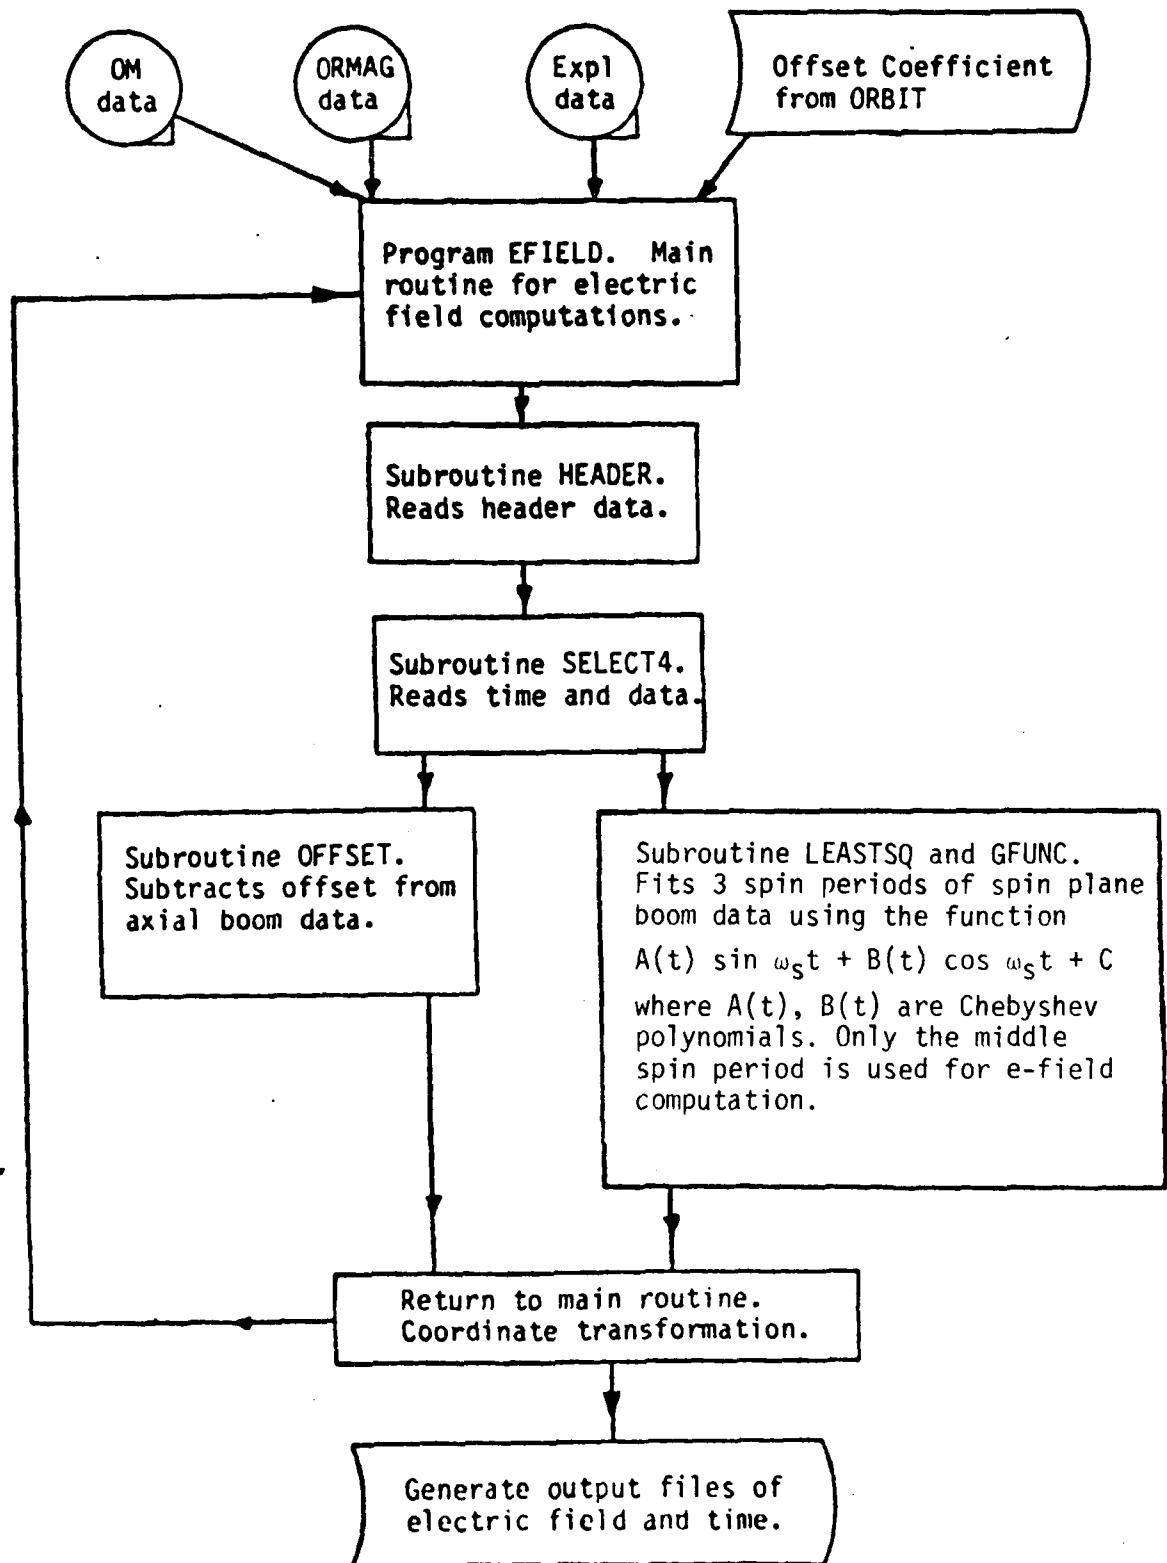 OM
data
ORMAG
data
Expl
data
Offset Coefficient
from ORBIT
Program EFIELD. Main
routine for electric
field computations.
Subroutine HEADER.
Reads header data.
Subroutine SELECT4.
Reads time and data.
Subroutine OFFSET.
Subtracts offset from
axial boom data.
Subroutine LEASTSQ and GFUNC.
Fits 3 spin periods of spin plane
boom data using the function
A(t) sin ωₛt + B(t) cos ωₛt + C
where A(t), B(t) are Chebyshev
polynomials. Only the middle
spin period is used for e-field
computation.
Return to main routine.
Coordinate transformation.
Generate output files of
electric field and time.